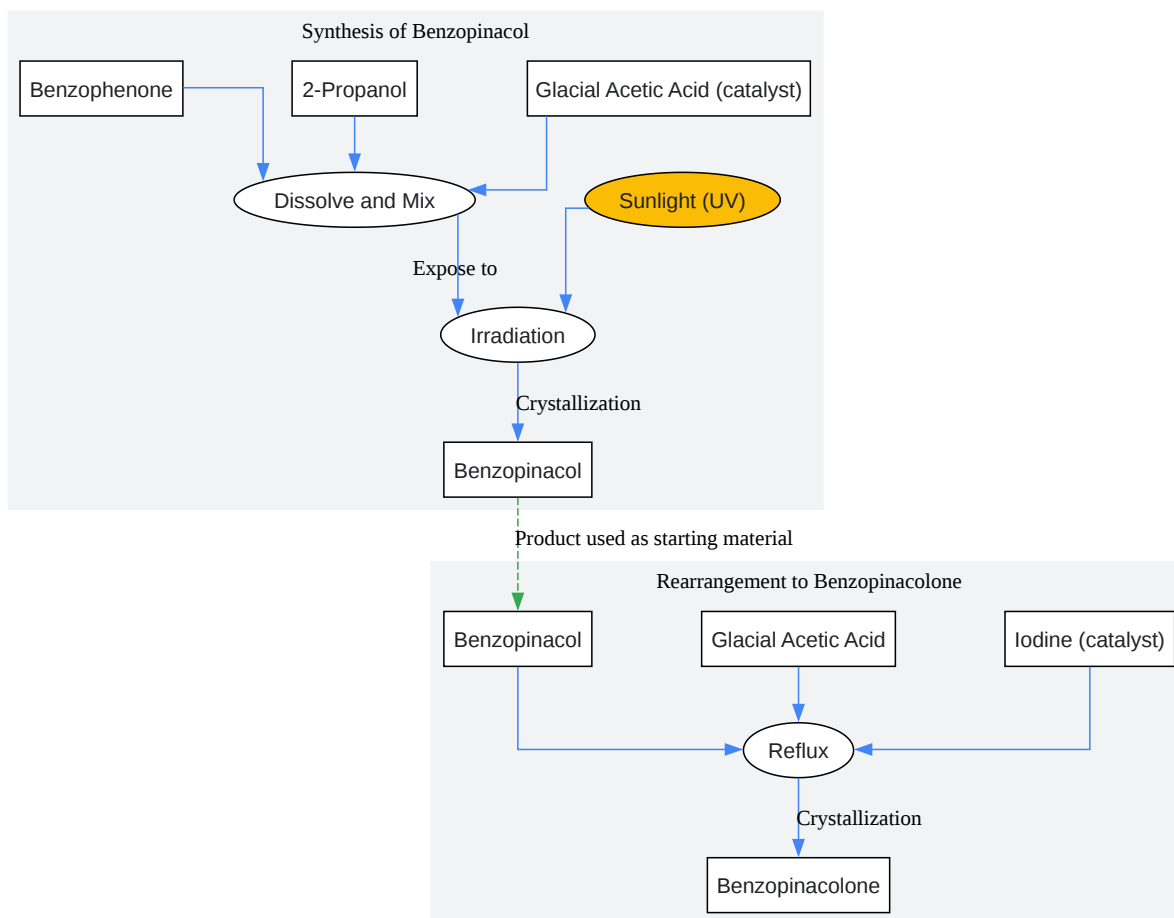 Synthesis of Benzopinacol
Benzophenone
2-Propanol
Glacial Acetic Acid (catalyst)
Dissolve and Mix
Sunlight (UV)
Expose to
Irradiation
Crystallization
Benzopinacol
Product used as starting material
Rearrangement to Benzopinacolone
Benzopinacol
Glacial Acetic Acid
Iodine (catalyst)
Reflux
Crystallization
Benzopinacolone